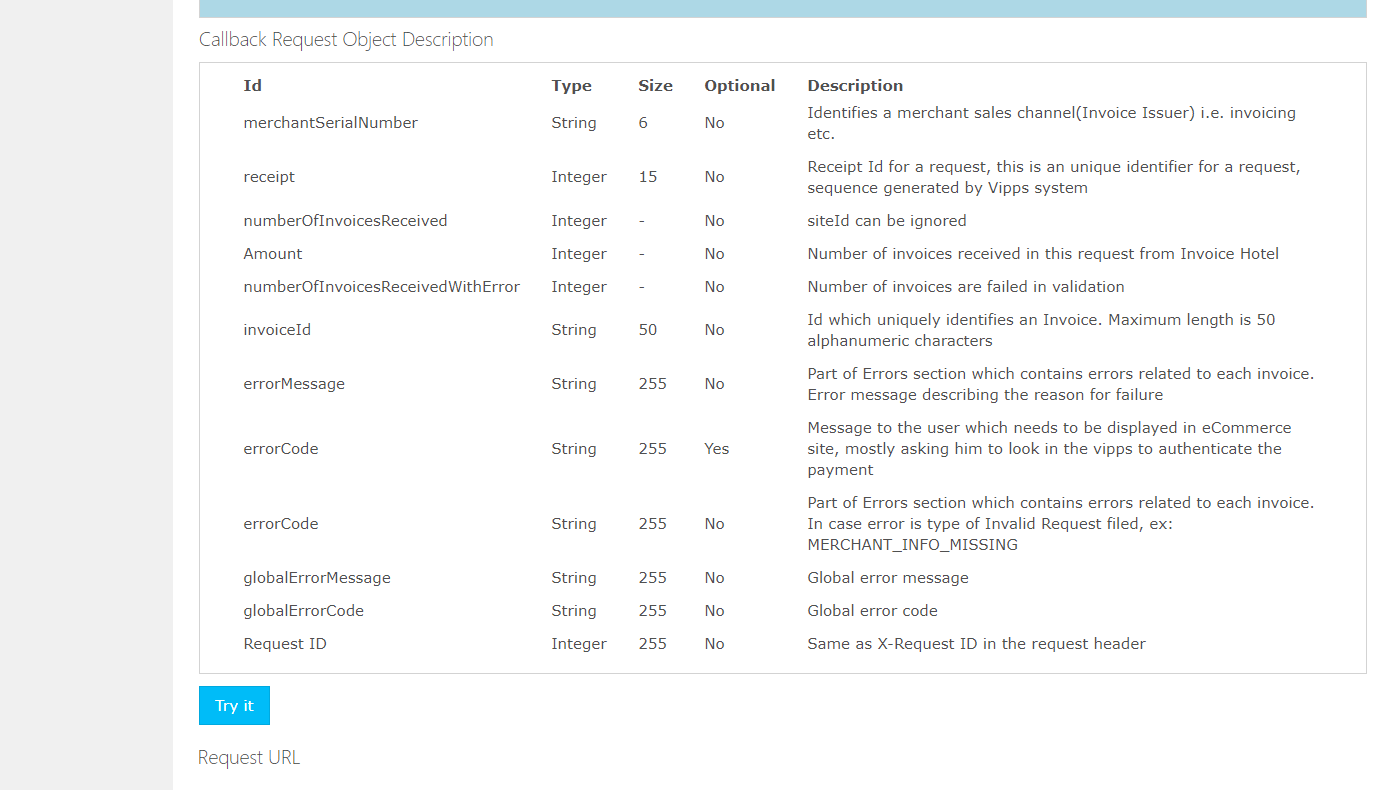 Callback Request Object Description
Id Type Size Optional Description
merchantSerialNumber String 6 No Identifies a merchant sales channel(Invoice Issuer) i.e. invoicing
etc.
receipt Integer 15 No Receipt Id for a request, this is an unique identifier for a request,
sequence generated by Vipps system
numberOfInvoicesReceived Integer - No siteId can be ignored
Amount Integer - No Number of invoices received in this request from Invoice Hotel
numberOfInvoicesReceivedWithError Integer - No Number of invoices are failed in validation
invoiceId String 50 No Id which uniquely identifies an Invoice. Maximum length is 50
alphanumeric characters
errorMessage String 255 No Part of Errors section which contains errors related to each invoice.
Error message describing the reason for failure
errorCode String 255 Yes Message to the user which needs to be displayed in eCommerce
site, mostly asking him to look in the vipps to authenticate the
payment
errorCode String 255 No Part of Errors section which contains errors related to each invoice.
In case error is type of Invalid Request filed, ex:
MERCHANT_INFO_MISSING
globalErrorMessage String 255 No Global error message
globalErrorCode String 255 No Global error code
Request ID Integer 255 No Same as X-Request ID in the request header
Try it
Request URL